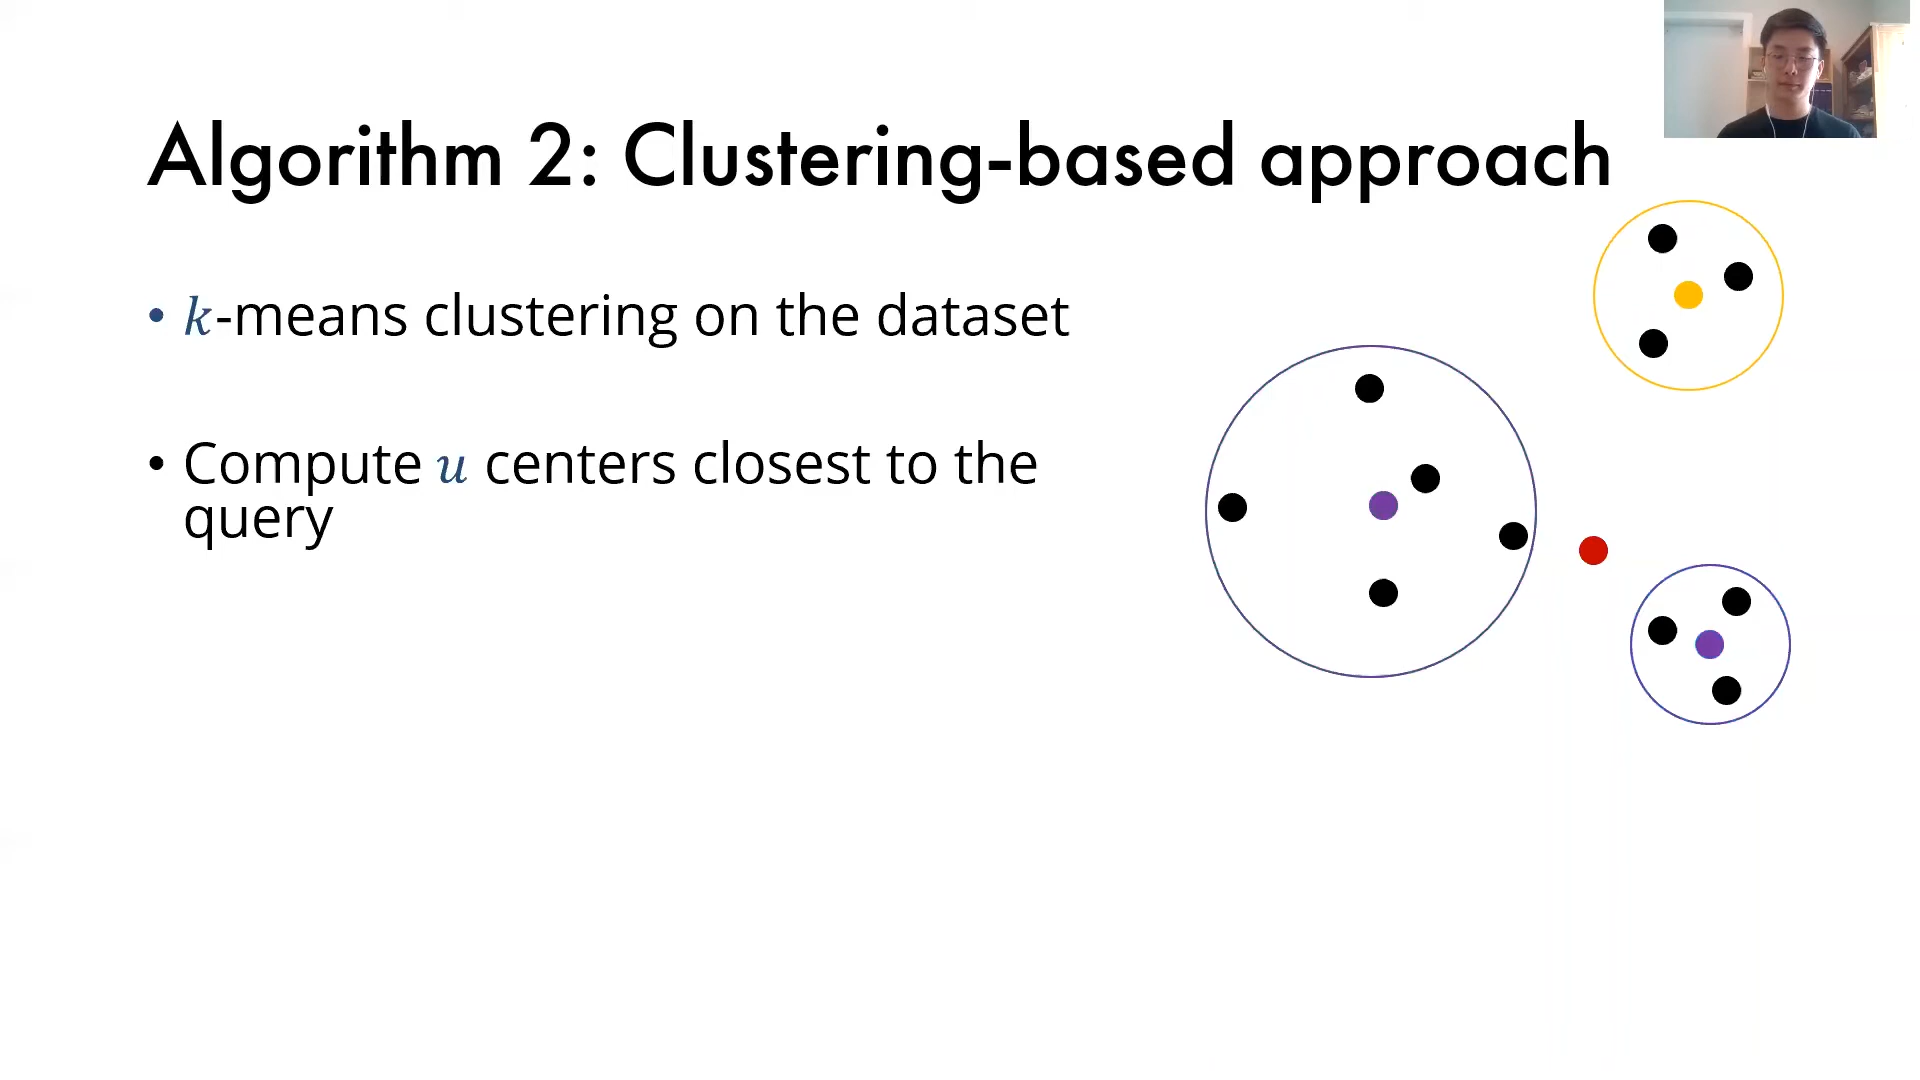 Algorithm 2: Clustering-based approach
• k-means clustering on the dataset
• Compute u centers closest to the
query